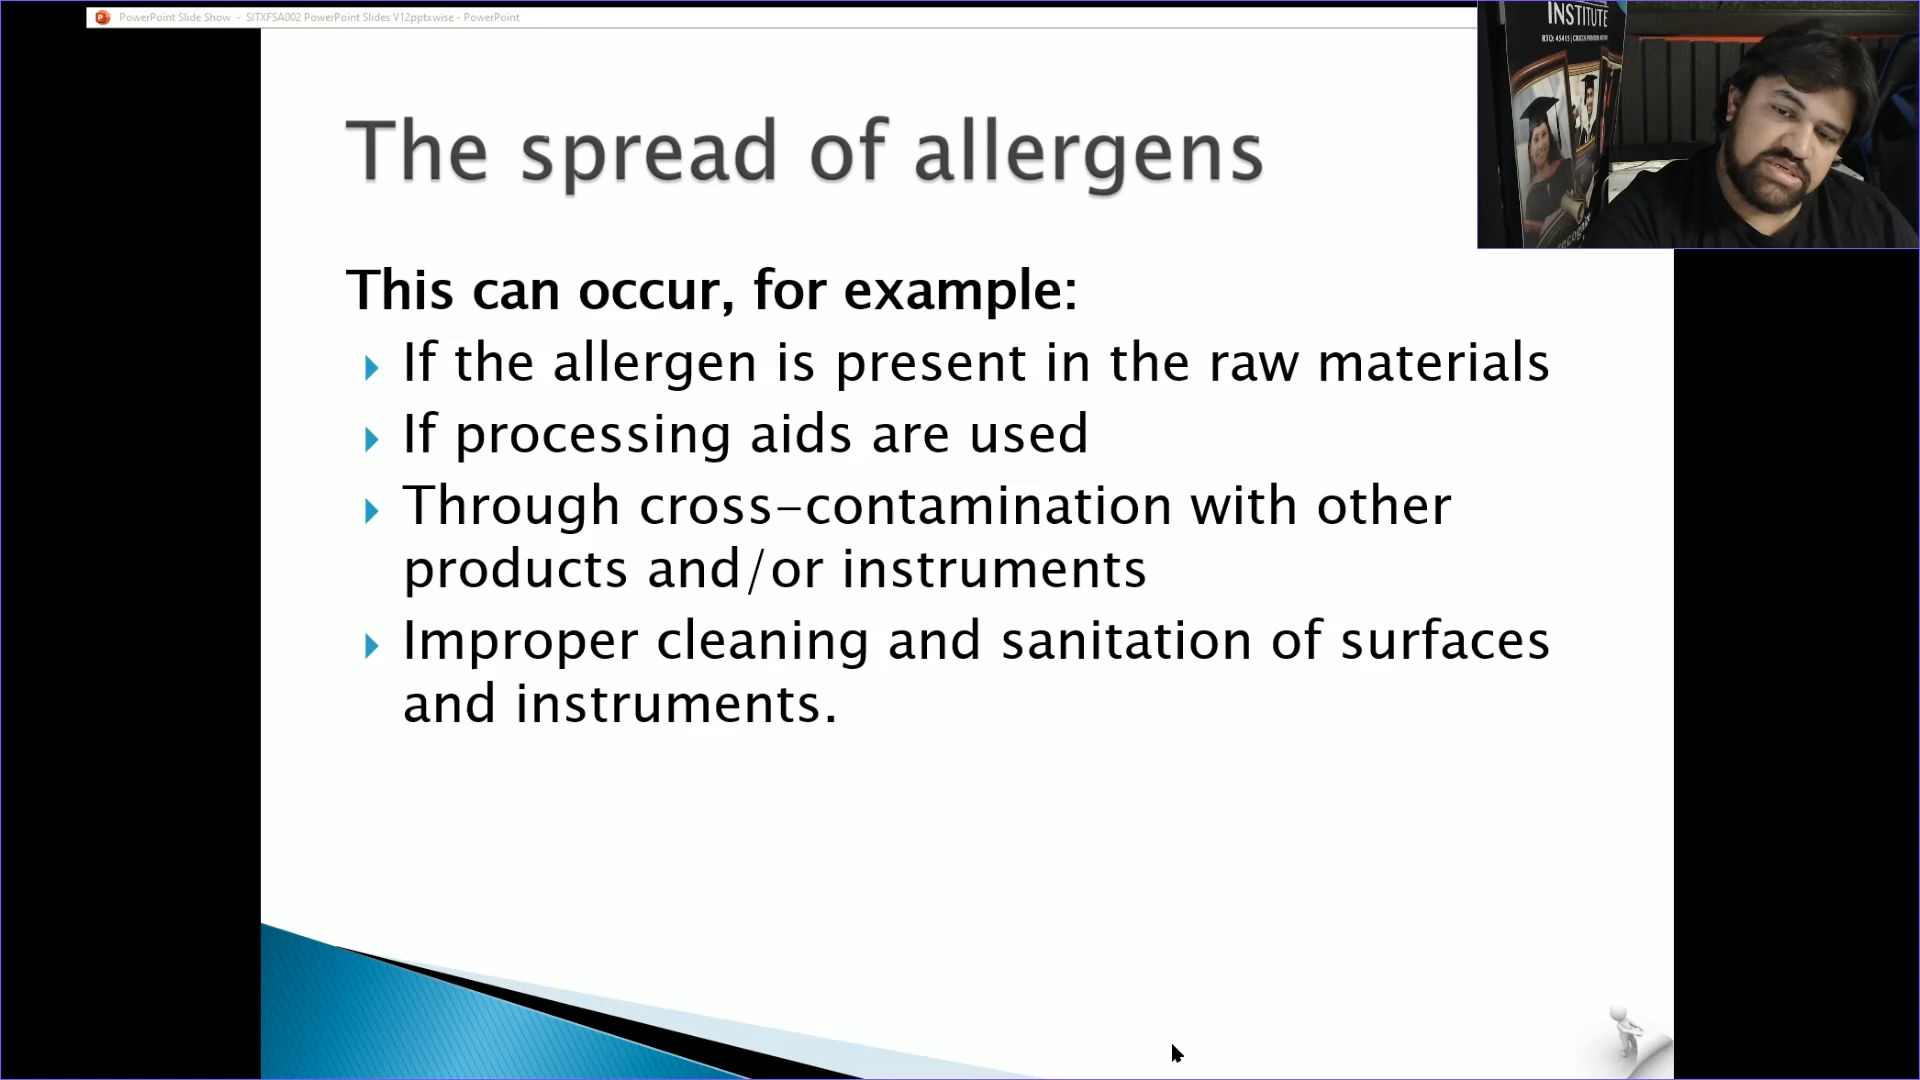 PowerPoint Slide Show - SITXFSA002 PowerPoint Slides V12pptxwise - PowerPoint
INSTITUTE
The spread of allergens
This can occur, for example:
If the allergen is present in the raw materials
If processing aids are used
Through cross-contamination with other
products and/or instruments
Improper cleaning and sanitation of surfaces
and instruments.